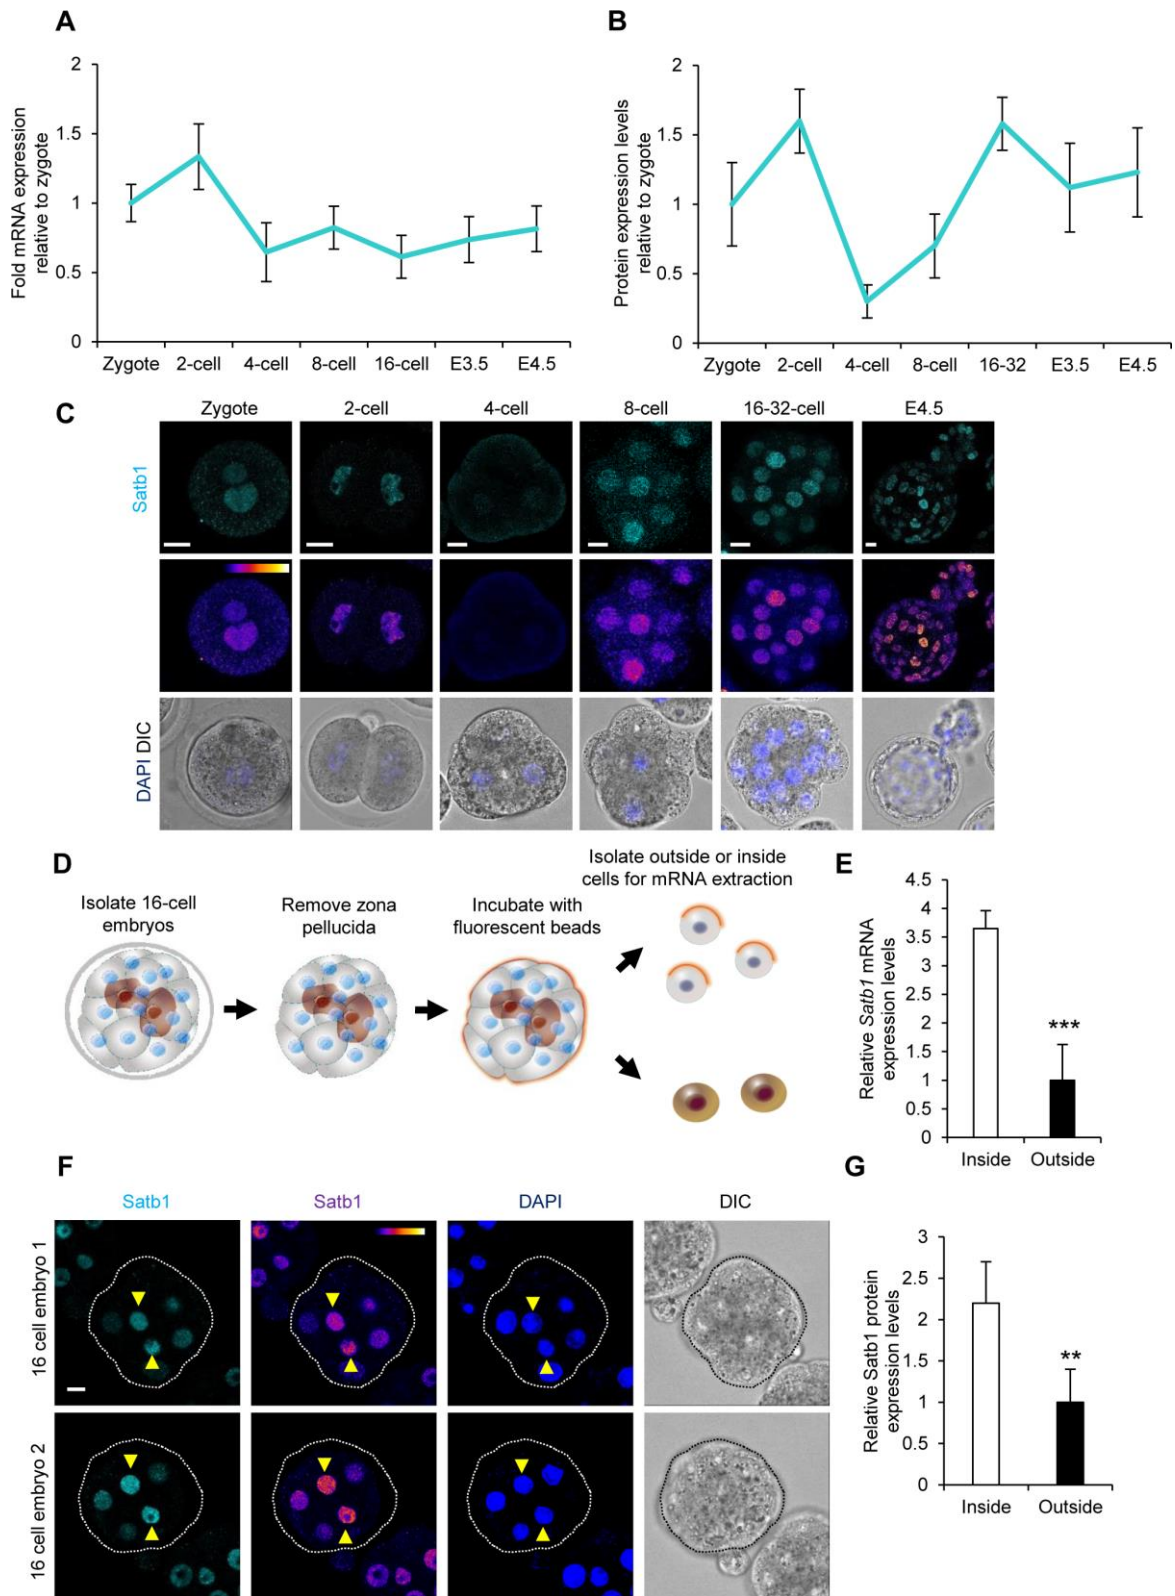 A
Fold mRNA expression
relative to zygote
2
1.5
1
0.5
0
Zygote 2-cell 4-cell 8-cell 16-cell E3.5 E4.5
B
Protein expression levels
relative to zygote
2
1.5
1
0.5
0
Zygote 2-cell 4-cell 8-cell 16-32 E3.5 E4.5
C
Zygote 2-cell 4-cell 8-cell 16-32-cell E4.5
Satb1
DAPI DIC
D
Isolate 16-cell
embryos
Remove zona
pellucida
Incubate with
fluorescent beads
Isolate outside or inside
cells for mRNA extraction
E
Relative Satb1 mRNA
expression levels
4.5
4
3.5
3
2.5
2
1.5
1
0.5
0
***
Inside Outside
F
Satb1 Satb1 DAPI DIC
16 cell embryo 1
16 cell embryo 2
G
Relative Satb1 protein
expression levels
3
2.5
2
1.5
1
0.5
0
**
Inside Outside